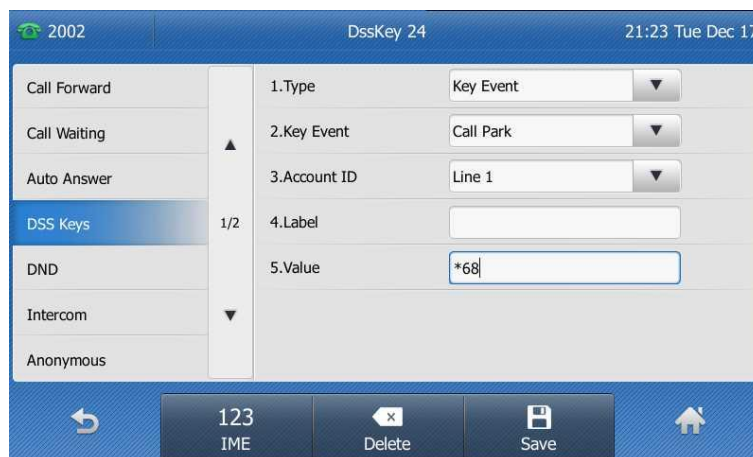 2002 DssKey 24 21:23 Tue Dec 17
Call Forward
Call Waiting
Auto Answer
DSS Keys
DND
Intercom
Anonymous
1/2
1.Type Key Event
2.Key Event Call Park
3.Account ID Line 1
4.Label
5.Value *68
123
IME
Delete
Save